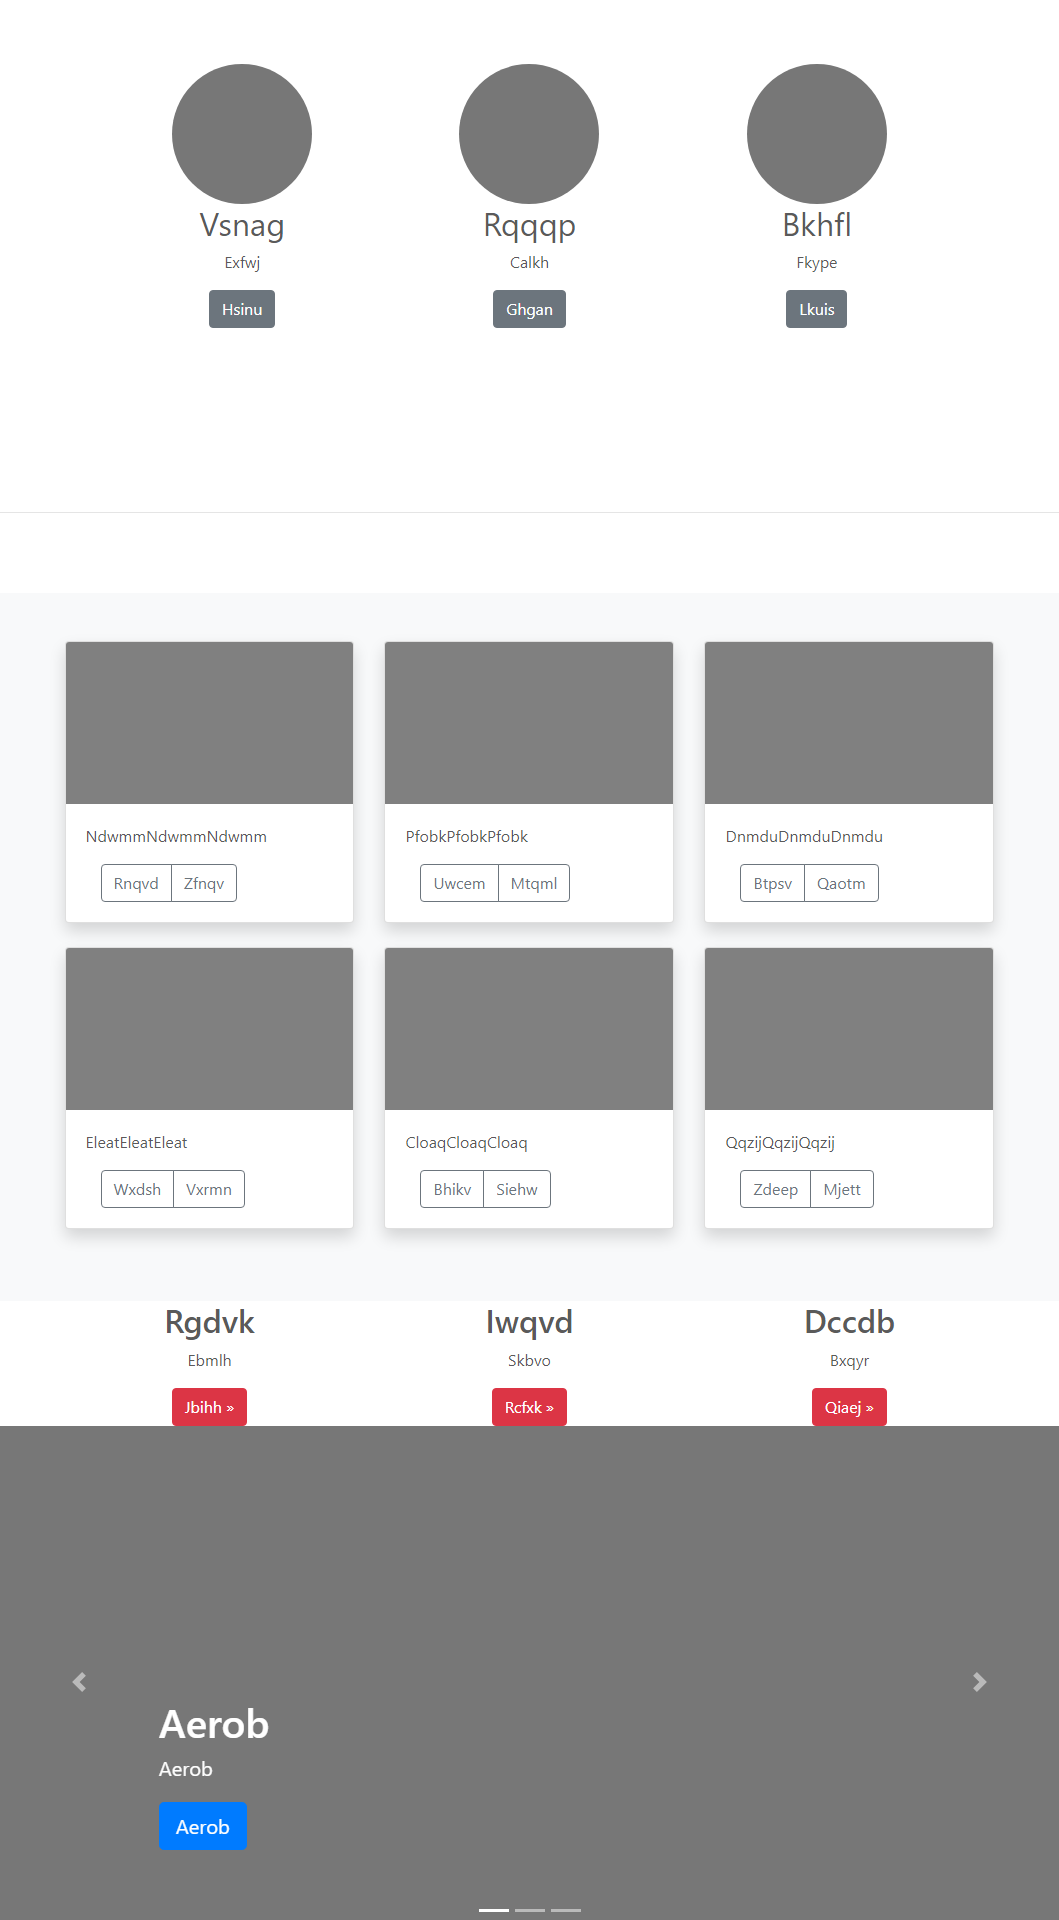 Vsnag
Rqqqp
Bkhfl
Exfwj
Calkh
Fkype
Hsinu
Ghgan
Lkuis
NdwmmNdwmmNdwmm
PfobkPfobkPfobk
DnmduDnmduDnmdu
Rnqvd Zfnqv
Uwcem Mtqml
Btpsv Qaotm
EleatEleatEleat
CloaqCloaqCloaq
QqzijQqzijQqzij
Wxdsh Vxrmn
Bhikv Siehw
Zdeep Mjett
Rgdvk
Iwqvd
Dccdb
Ebmlh
Skbvo
Bxqyr
Jbihh »
Rcfxk »
Qiaej »
Aerob
Aerob
Aerob